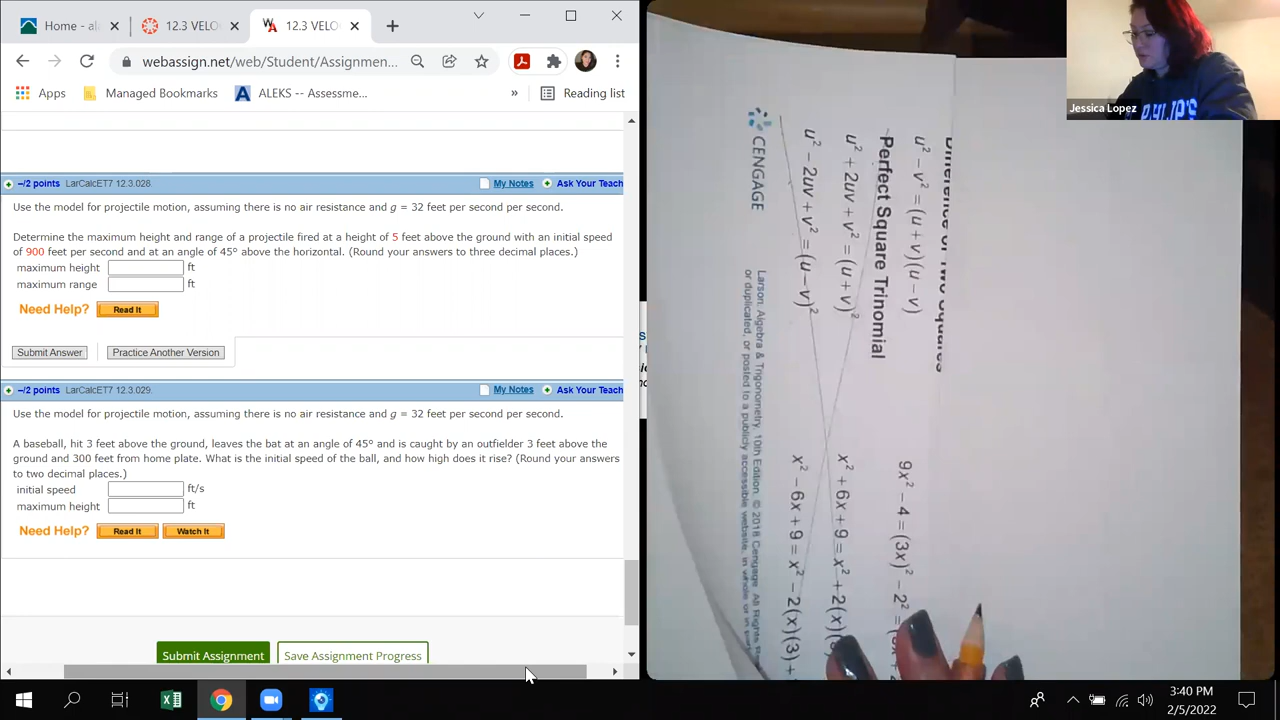 Home - al
12.3 VELO
12.3 VELO
webassign.net/web/Student/Assignmen...
Apps
Managed Bookmarks
ALEKS -- Assessme...
»
Reading list
Jessica Lopez
–/2 points
LarCalcET7 12.3.028.
My Notes
Ask Your Teach
Use the model for projectile motion, assuming there is no air resistance and g = 32 feet per second per second.
Determine the maximum height and range of a projectile fired at a height of 5 feet above the ground with an initial speed
of 900 feet per second and at an angle of 45° above the horizontal. (Round your answers to three decimal places.)
maximum height ft
maximum range ft
Need Help? Read It
Submit Answer
Practice Another Version
–/2 points
LarCalcET7 12.3.029.
My Notes
Ask Your Teach
Use the model for projectile motion, assuming there is no air resistance and g = 32 feet per second per second.
A baseball, hit 3 feet above the ground, leaves the bat at an angle of 45° and is caught by an outfielder 3 feet above the
ground and 300 feet from home plate. What is the initial speed of the ball, and how high does it rise? (Round your answers
to two decimal places.)
initial speed ft/s
maximum height ft
Need Help? Read It Watch It
Submit Assignment
Save Assignment Progress
Difference of Two Squares
u² − v² = (u + v)(u − v)
9x² − 4 = (3x)² − 2² =
Perfect Square Trinomial
u² + 2uv + v² = (u + v)²
x² + 6x + 9 = x² + 2(x)(
u² − 2uv + v² = (u − v)²
x² − 6x + 9 = x² − 2(x)(3) +
CENGAGE
Larson, Algebra & Trigonometry, 10th Edition. © 2018 Cengage. All Rights
or duplicated, or posted to a publicly accessible website, in whole or in part.
3:40 PM
2/5/2022